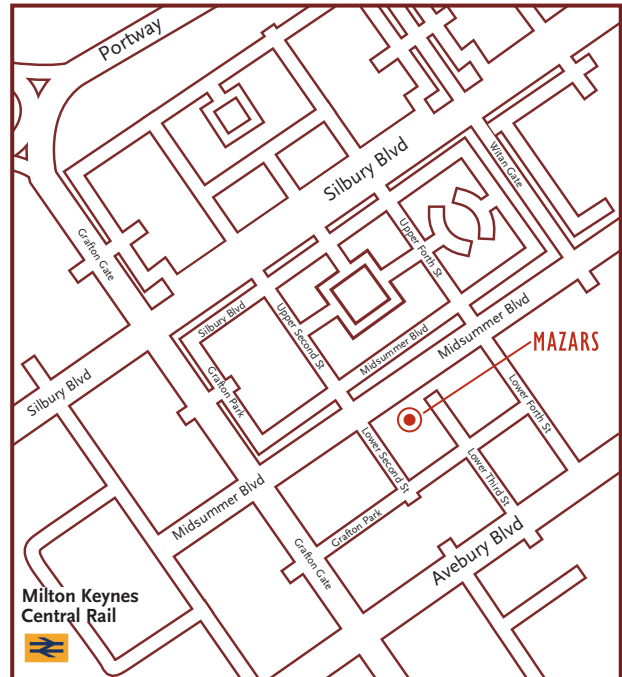 Portway
Silbury Blvd
Witan Gate
Grafton Gate
Upper Forth St
Silbury Blvd
Upper Second St
Midsummer Blvd
Midsummer Blvd
MAZARS
Silbury Blvd
Grafton Park
Lower Forth St
Lower Second St
Lower Third St
Midsummer Blvd
Grafton Park
Grafton Gate
Avebury Blvd
Milton Keynes
Central Rail